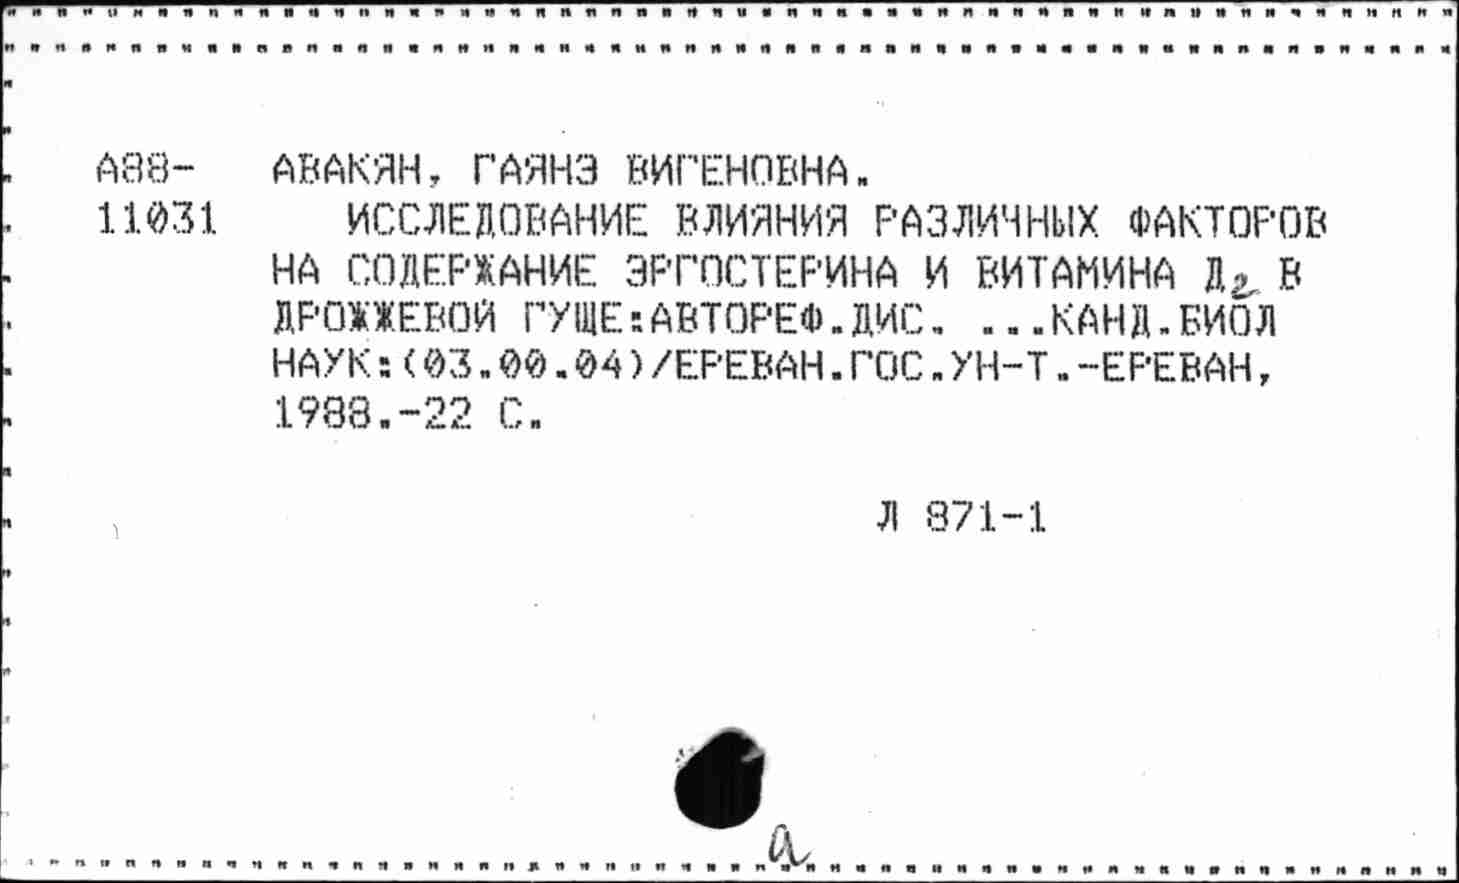 А88- АВАКЯН, ГАЯНЭ ВИГЕНОВНА.
11031 ИССЛЕДОВАНИЕ ВЛИЯНИЯ РАЗЛИЧНЫХ ФАКТОРОВ
НА СОДЕРЖАНИЕ ЭРГОСТЕРИНА И ВИТАМИНА Д2 В
ДРОЖЖЕВОЙ ГУЩЕ:АВТОРЕФ.ДИС. ...КАНД.БИОЛ
НАУК:(03.00.04)/ЕРЕВАН.ГОС.УН-Т.-ЕРЕВАН,
1988.-22 С.
Л 871-1
а